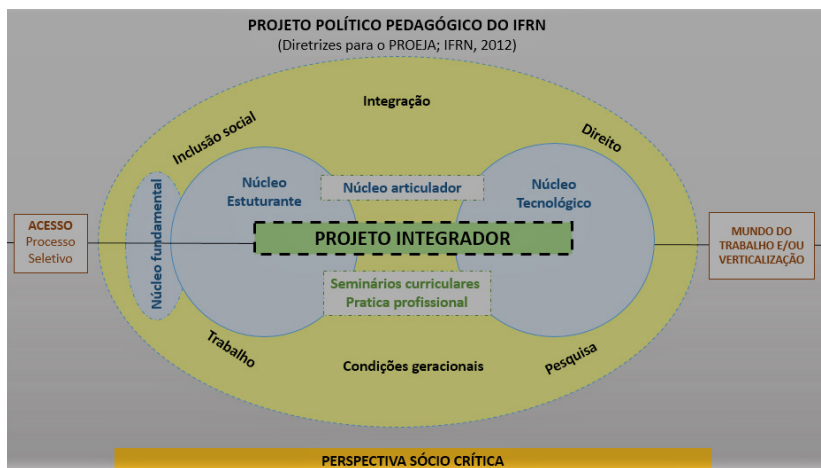 PROJETO POLÍTICO PEDAGÓGICO DO IFRN
(Diretrizes para o PROEJA; IFRN, 2012)
Integração
Inclusão social
Direito
Núcleo fundamental
Núcleo
Estuturante
Núcleo articulador
Núcleo
Tecnológico
ACESSO
Processo
Seletivo
PROJETO INTEGRADOR
MUNDO DO
TRABALHO E/OU
VERTICALIZAÇÃO
Seminários curriculares
Pratica profissional
Trabalho
Condições geracionais
Pesquisa
PERSPECTIVA SÓCIO CRÍTICA